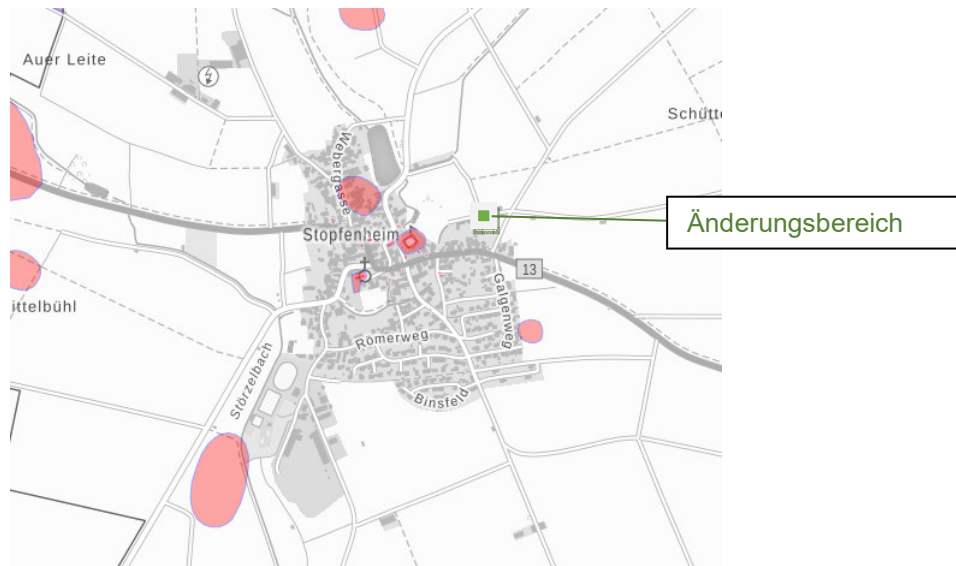 Auer Leite
Schütt
Webergasse
Änderungsbereich
Stopfenheim
13
ittelbühl
Galgenweg
Römerweg
Störzelbach
Binsfeld